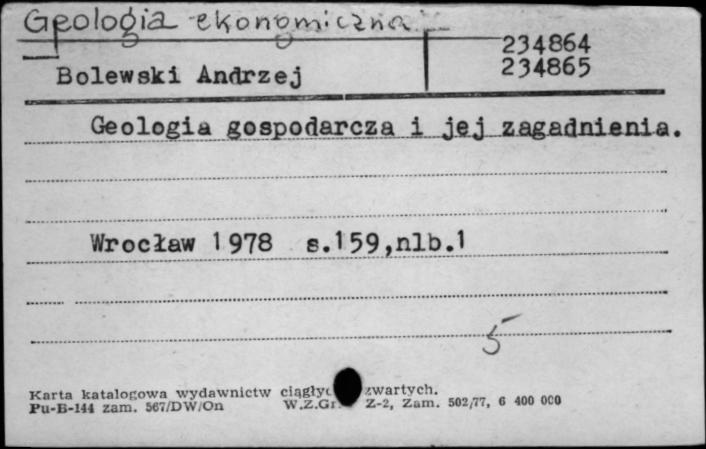 Geologia ekonomiczna
234864
Bolewski Andrzej
234865
Geologia gospodarcza i jej zagadnienia.
Wrocław 1978 s.159,nlb.1
5
Karta katalogowa wydawnictw zwartych.
Pu-B-144 zam. 567/DW/On W.Z.Gr. Z-2, Zam. 502/77, 6 400 000